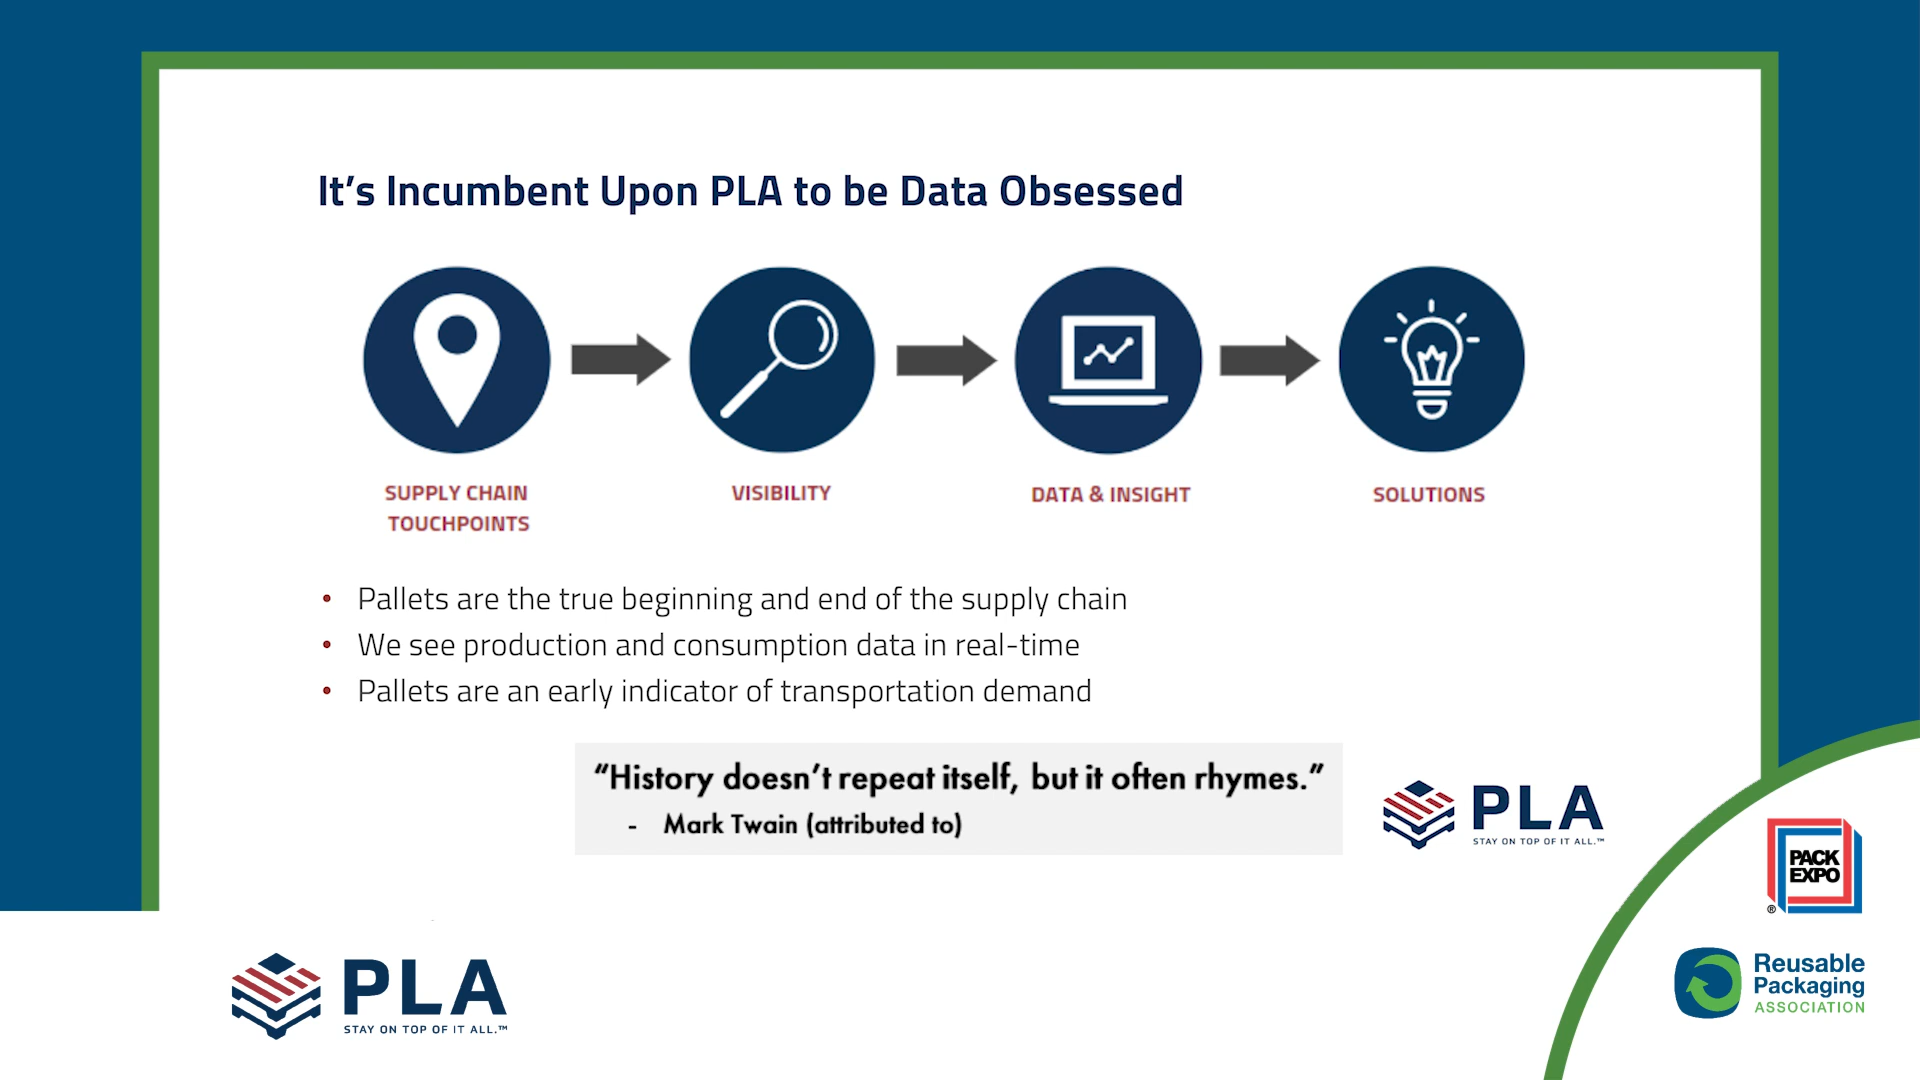 It’s Incumbent Upon PLA to be Data Obsessed
SUPPLY CHAIN
TOUCHPOINTS
VISIBILITY
DATA & INSIGHT
SOLUTIONS
• Pallets are the true beginning and end of the supply chain
• We see production and consumption data in real-time
• Pallets are an early indicator of transportation demand
“History doesn’t repeat itself, but it often rhymes.”
- Mark Twain (attributed to)
PLA
STAY ON TOP OF IT ALL.™
PACK
EXPO
®
PLA
STAY ON TOP OF IT ALL.™
Reusable
Packaging
ASSOCIATION